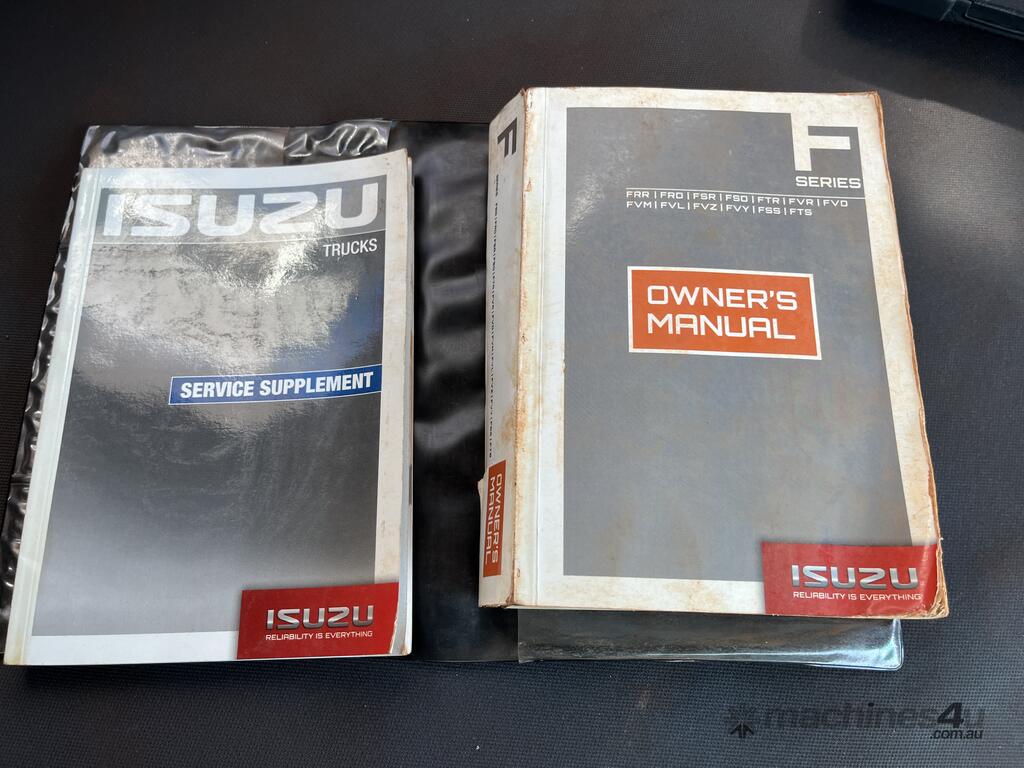 ISUZU
TRUCKS
SERVICE SUPPLEMENT
ISUZU
RELIABILITY IS EVERYTHING
F
OWNER'S
MANUAL
F
SERIES
FRR | FRD | FSR | FSD | FTR | FVR | FVD
FVM | FVL | FVZ | FVY | FSS | FTS
OWNER'S
MANUAL
ISUZU
RELIABILITY IS EVERYTHING
machines4u
.com.au